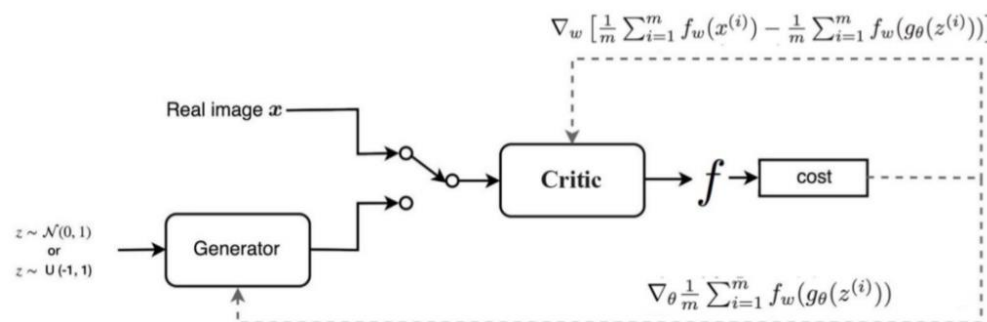 ∇_w [1/m ∑_{i=1}^{m} f_w(x^{(i)}) − 1/m ∑_{i=1}^{m} f_w(g_θ(z^{(i)}))]
Real image x
Critic
f
cost
z ~ 𝒩(0, 1)
or
z ~ U (-1, 1)
Generator
∇_θ 1/m ∑_{i=1}^{m} f_w(g_θ(z^{(i)}))